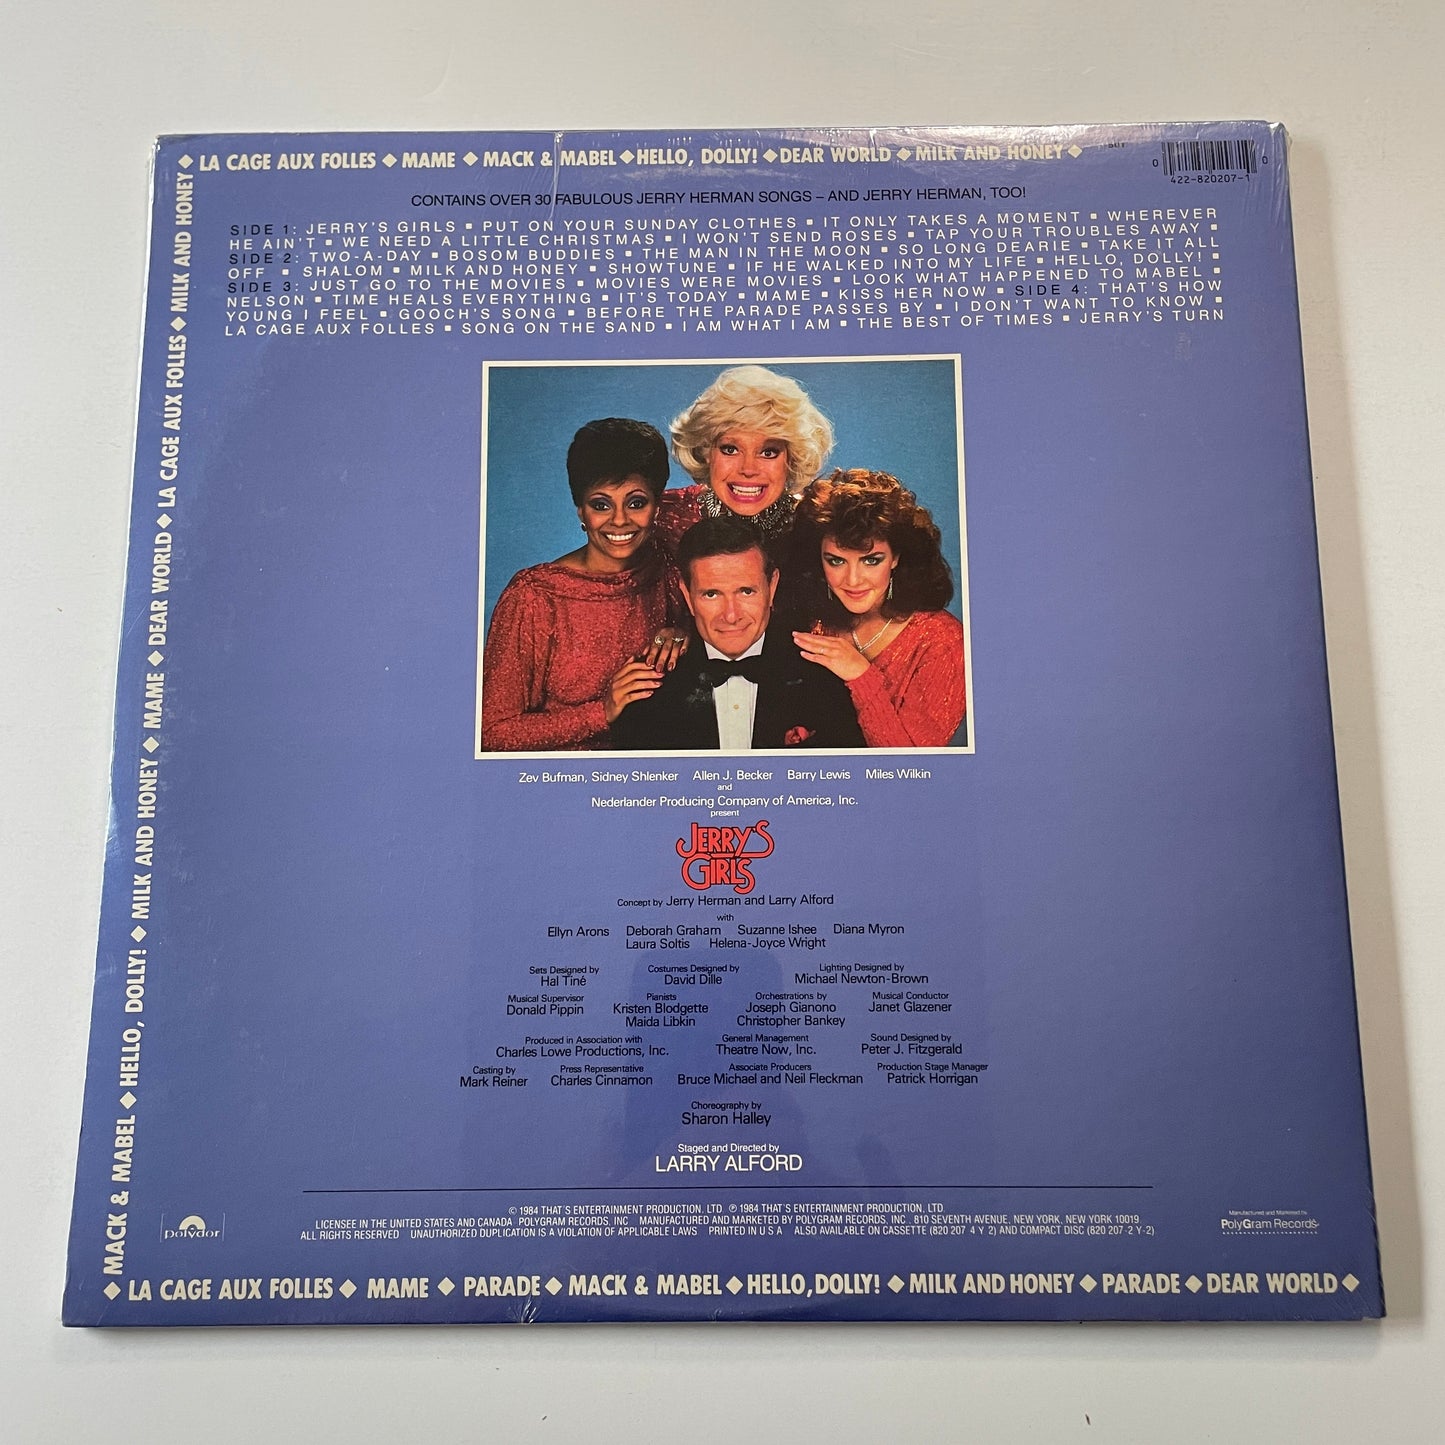 ◆ LA CAGE AUX FOLLES ◆ MAME ◆ MACK & MABEL ◆ HELLO, DOLLY! ◆ DEAR WORLD ◆ MILK AND HONEY ◆
0 422-820207-1 0
CONTAINS OVER 30 FABULOUS JERRY HERMAN SONGS – AND JERRY HERMAN, TOO!
SIDE 1: JERRY'S GIRLS ▪ PUT ON YOUR SUNDAY CLOTHES ▪ IT ONLY TAKES A MOMENT ▪ WHEREVER
HE AIN'T ▪ WE NEED A LITTLE CHRISTMAS ▪ I WON'T SEND ROSES ▪ TAP YOUR TROUBLES AWAY ▪
SIDE 2: TWO-A-DAY ▪ BOSOM BUDDIES ▪ THE MAN IN THE MOON ▪ SO LONG DEARIE ▪ TAKE IT ALL
OFF ▪ SHALOM ▪ MILK AND HONEY ▪ SHOWTUNE ▪ IF HE WALKED INTO MY LIFE ▪ HELLO, DOLLY! ▪
SIDE 3: JUST GO TO THE MOVIES ▪ MOVIES WERE MOVIES ▪ LOOK WHAT HAPPENED TO MABEL ▪
NELSON ▪ TIME HEALS EVERYTHING ▪ IT'S TODAY ▪ MAME ▪ KISS HER NOW ▪ SIDE 4: THAT'S HOW
YOUNG I FEEL ▪ GOOCH'S SONG ▪ BEFORE THE PARADE PASSES BY ▪ I DON'T WANT TO KNOW ▪
LA CAGE AUX FOLLES ▪ SONG ON THE SAND ▪ I AM WHAT I AM ▪ THE BEST OF TIMES ▪ JERRY'S TURN
◆ MACK & MABEL ◆ HELLO, DOLLY! ◆ MILK AND HONEY ◆ MAME ◆ DEAR WORLD ◆ LA CAGE AUX FOLLES ◆ MILK AND HONEY
Zev Bufman, Sidney Shlenker Allen J. Becker Barry Lewis Miles Wilkin
and
Nederlander Producing Company of America, Inc.
present
JERRY'S
GIRLS
Concept by Jerry Herman and Larry Alford
with
Ellyn Arons Deborah Graham Suzanne Ishee Diana Myron
Laura Soltis Helena-Joyce Wright
Sets Designed by Costumes Designed by Lighting Designed by
Hal Tiné David Dille Michael Newton-Brown
Musical Supervisor Pianists Orchestrations by Musical Conductor
Donald Pippin Kristen Blodgette Joseph Gianono Janet Glazener
Maida Libkin Christopher Bankey
Produced in Association with General Management Sound Designed by
Charles Lowe Productions, Inc. Theatre Now, Inc. Peter J. Fitzgerald
Casting by Press Representative Associate Producers Production Stage Manager
Mark Reiner Charles Cinnamon Bruce Michael and Neil Fleckman Patrick Horrigan
Choreography by
Sharon Halley
Staged and Directed by
LARRY ALFORD
© 1984 THAT'S ENTERTAINMENT PRODUCTION, LTD. ℗ 1984 THAT'S ENTERTAINMENT PRODUCTION, LTD.
LICENSEE IN THE UNITED STATES AND CANADA POLYGRAM RECORDS, INC MANUFACTURED AND MARKETED BY POLYGRAM RECORDS, INC. 810 SEVENTH AVENUE, NEW YORK, NEW YORK 10019
ALL RIGHTS RESERVED UNAUTHORIZED DUPLICATION IS A VIOLATION OF APPLICABLE LAWS PRINTED IN U S A ALSO AVAILABLE ON CASSETTE (820 207 4 Y 2) AND COMPACT DISC (820 207-2 Y-2)
polydor
Manufactured and Marketed by
PolyGram Records
◆ LA CAGE AUX FOLLES ◆ MAME ◆ PARADE ◆ MACK & MABEL ◆ HELLO, DOLLY! ◆ MILK AND HONEY ◆ PARADE ◆ DEAR WORLD ◆